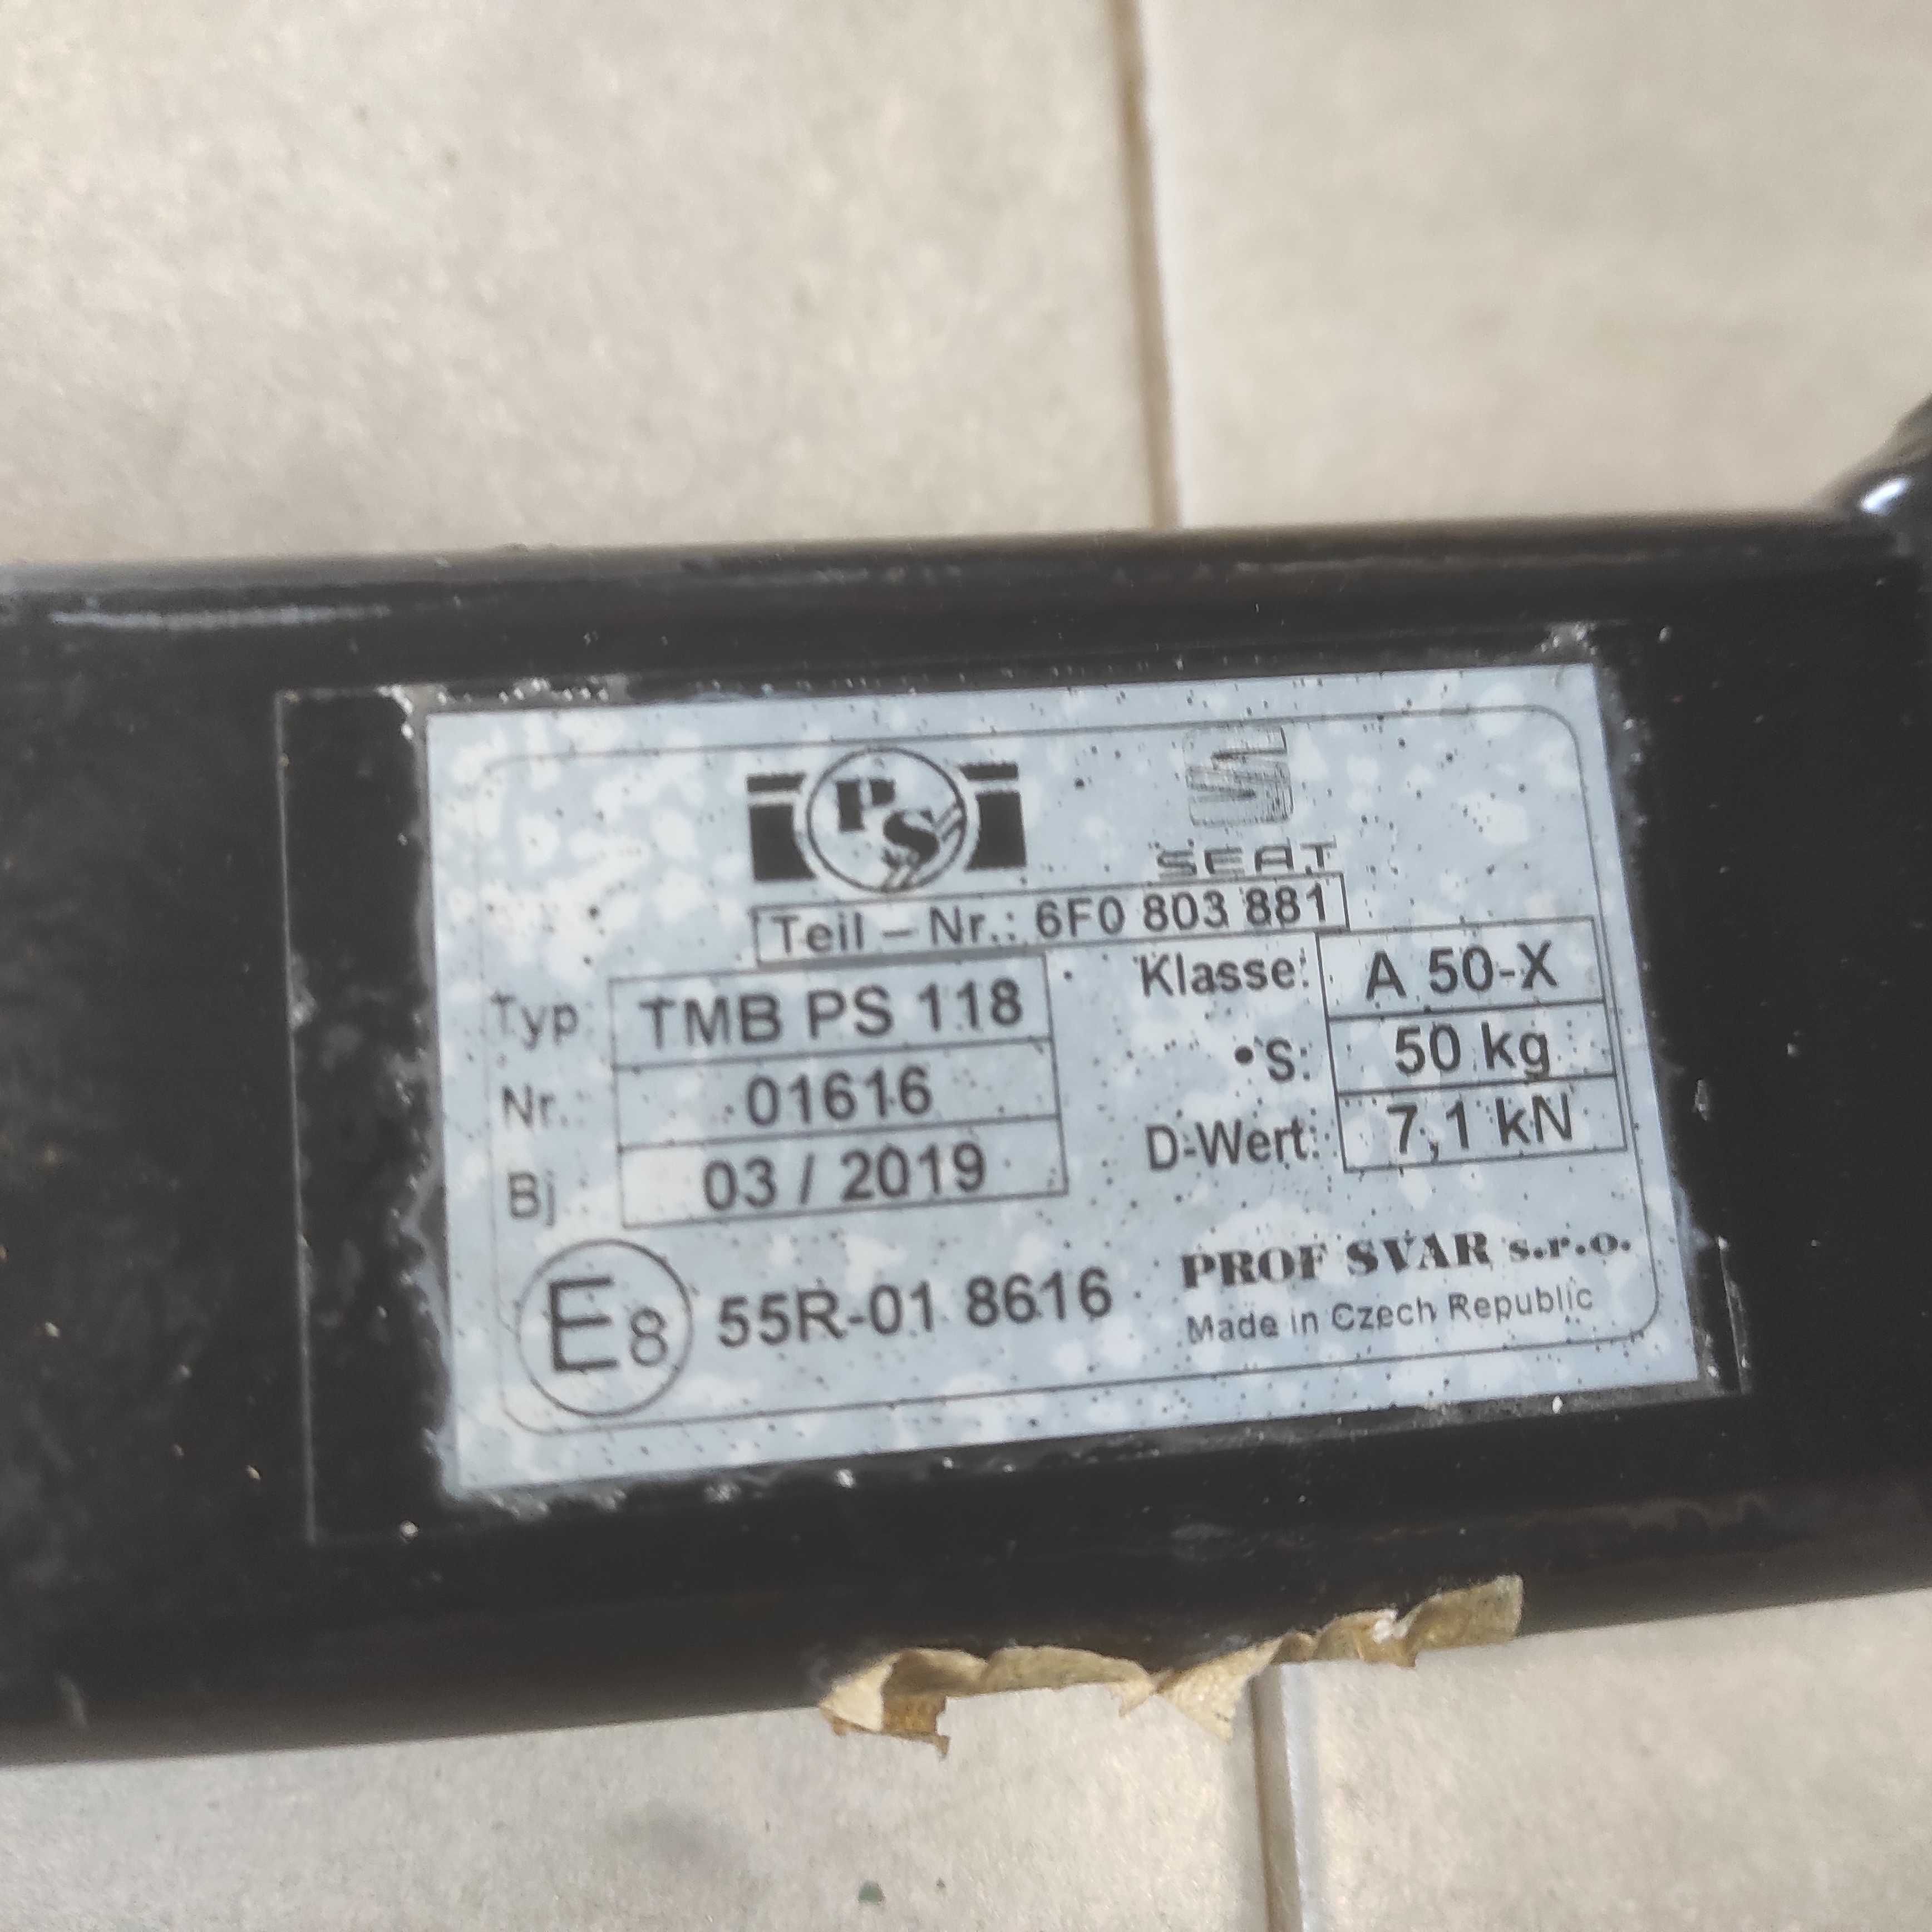 PS
SEAT
Teil – Nr.: 6F0 803 881
Typ TMB PS 118
Klasse: A 50-X
Nr.: 01616
•S: 50 kg
Bj 03 / 2019
D-Wert: 7,1 kN
E8 55R-01 8616
PROF SVAR s.r.o.
Made in Czech Republic